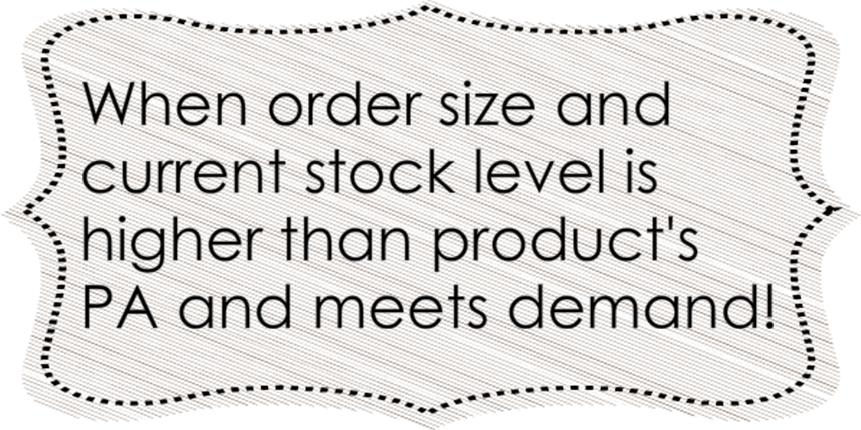 When order size and
current stock level is
higher than product's
PA and meets demand!